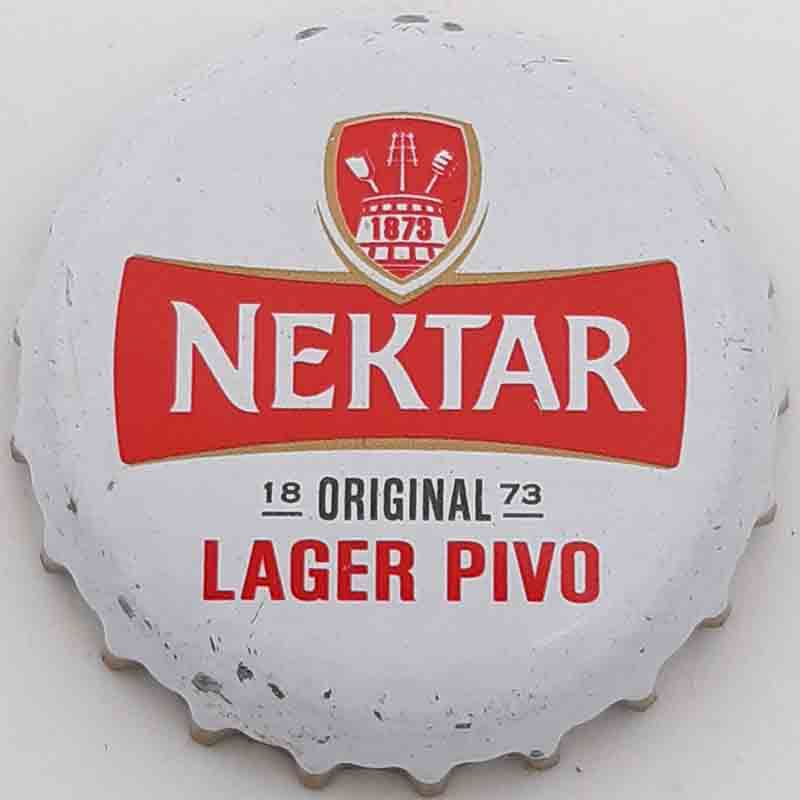 1873
NEKTAR
18 ORIGINAL 73
LAGER PIVO